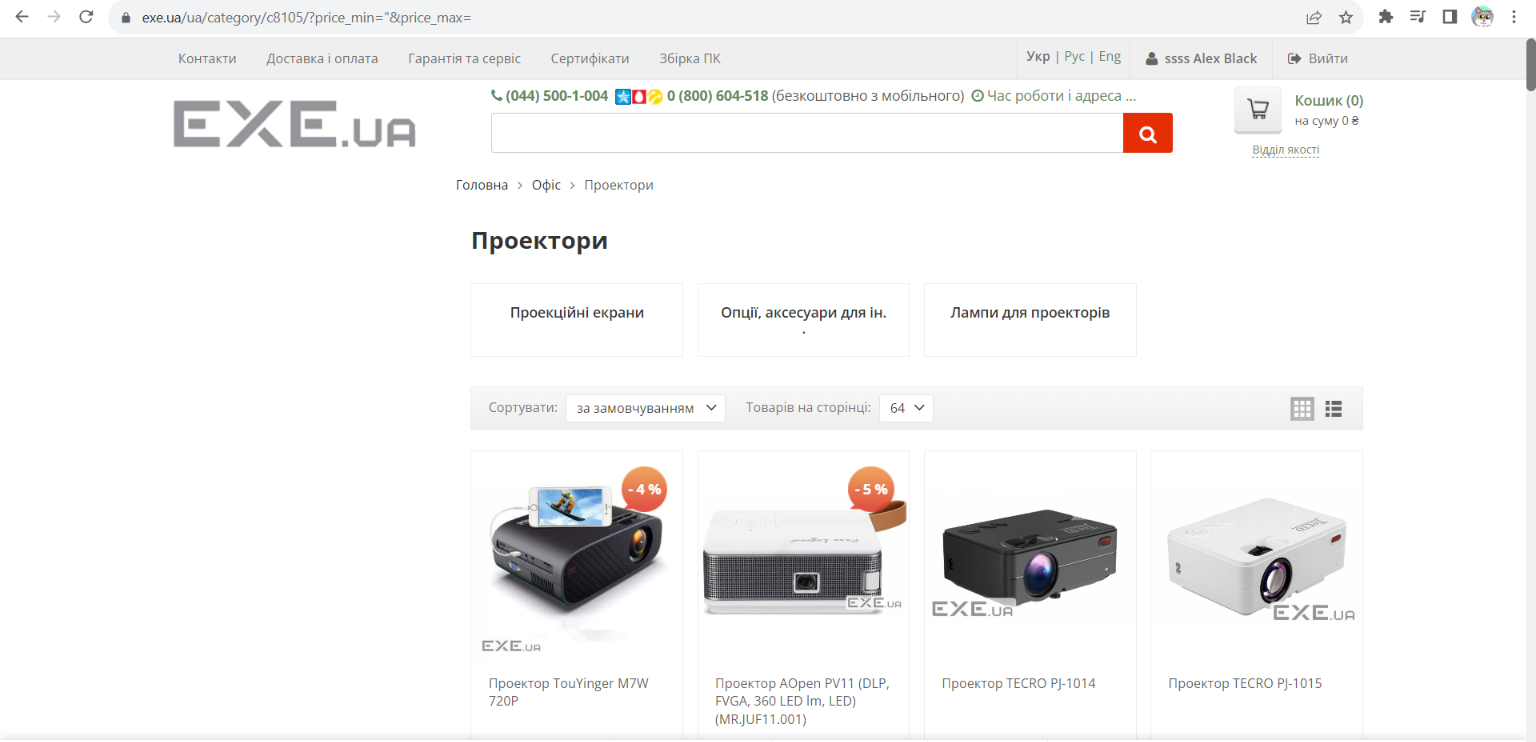 exe.ua/ua/category/c8105/?price_min="&price_max=
Контакти Доставка і оплата Гарантія та сервіс Сертифікати Збірка ПК Укр | Рус | Eng ssss Alex Black Вийти
EXE.UA
(044) 500-1-004 0 (800) 604-518 (безкоштовно з мобільного) Час роботи і адреса ...
Кошик (0)
на суму 0 ₴
Відділ якості
Головна > Офіс > Проектори
Проектори
Проекційні екрани
Опції, аксесуари для ін.
.
Лампи для проекторів
Сортувати: за замовчуванням Товарів на сторінці: 64
- 4 %
EXE.UA
Проектор TouYinger M7W
720P
- 5 %
EXE.UA
Проектор AOpen PV11 (DLP,
FVGA, 360 LED lm, LED)
(MR.JUF11.001)
EXE.UA
Проектор TECRO PJ-1014
Tecro
EXE.UA
Проектор TECRO PJ-1015